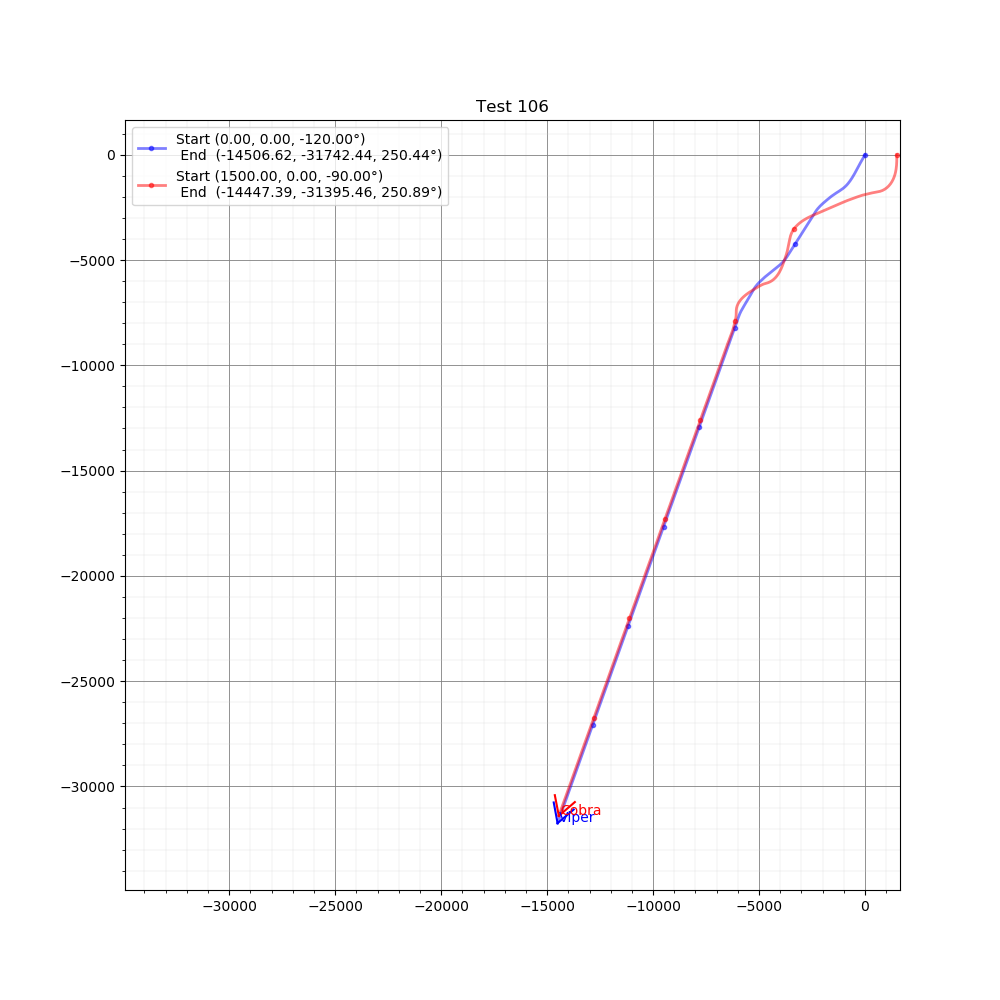 Test 106
Start (0.00, 0.00, -120.00°)
End  (-14506.62, -31742.44, 250.44°)
Start (1500.00, 0.00, -90.00°)
End  (-14447.39, -31395.46, 250.89°)
0
−5000
−10000
−15000
−20000
−25000
−30000
Cobra
Viper
−30000
−25000
−20000
−15000
−10000
−5000
0